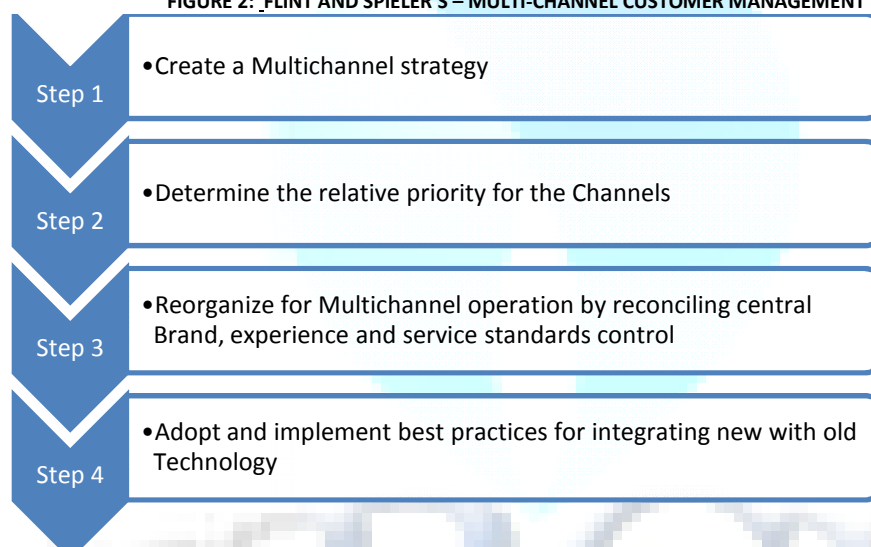 FIGURE 2: FLINT AND SPIELER'S – MULTI-CHANNEL CUSTOMER MANAGEMENT
Step 1
•Create a Multichannel strategy
Step 2
•Determine the relative priority for the Channels
Step 3
•Reorganize for Multichannel operation by reconciling central
Brand, experience and service standards control
Step 4
•Adopt and implement best practices for integrating new with old
Technology